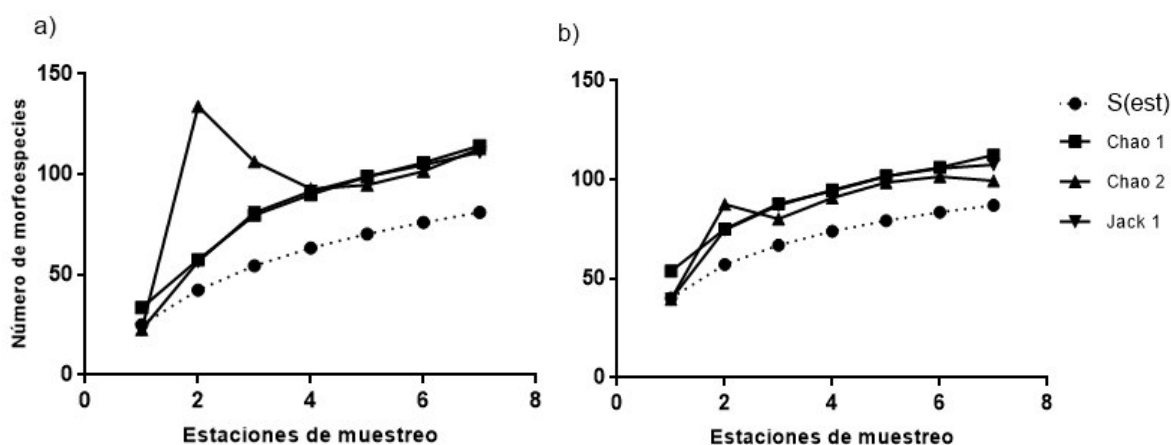 a)
Número de morfoespecies
150
100
50
0
0 2 4 6 8
Estaciones de muestreo
b)
150
100
50
0
0 2 4 6 8
Estaciones de muestreo
S(est)
Chao 1
Chao 2
Jack 1